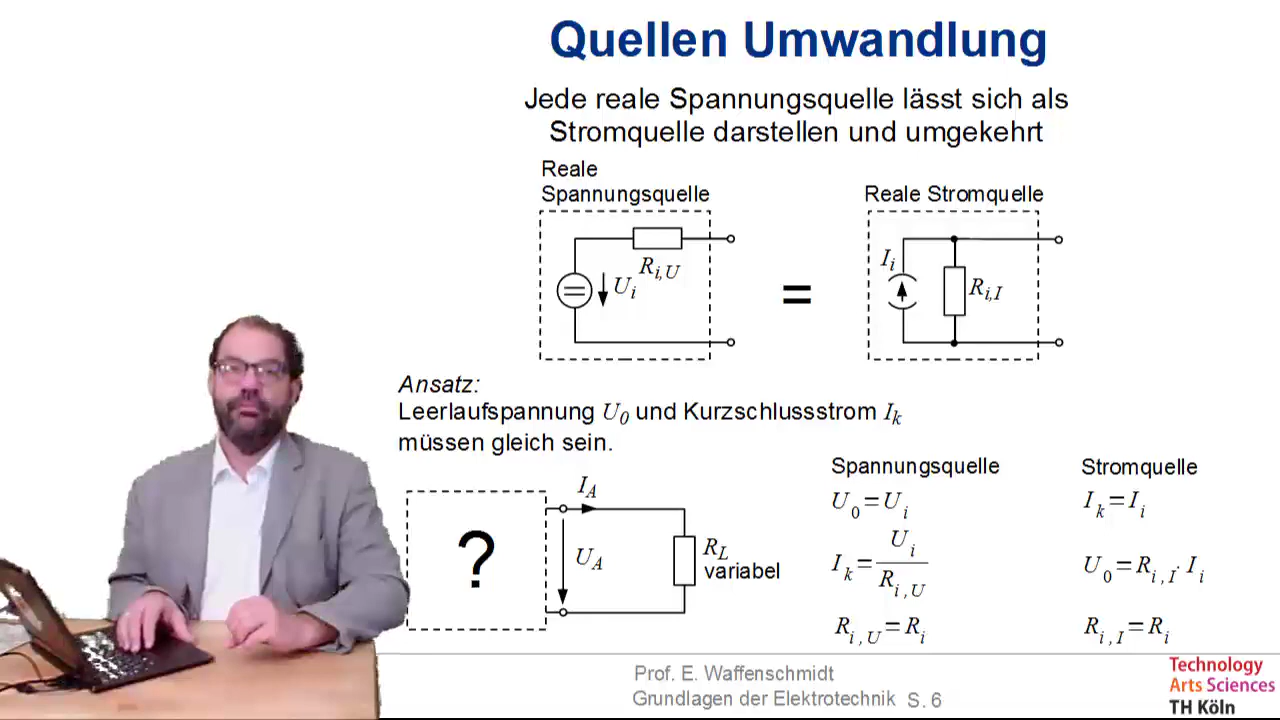 Quellen Umwandlung
Jede reale Spannungsquelle lässt sich als
Stromquelle darstellen und umgekehrt
Reale
Spannungsquelle
R_{i,U}
U_i
=
Reale Stromquelle
I_i
R_{i,I}
Ansatz:
Leerlaufspannung U_0 und Kurzschlussstrom I_k
müssen gleich sein.
?
I_A
U_A
R_L
variabel
Spannungsquelle
U_0=U_i
I_k=U_i/R_{i,U}
R_{i,U}=R_i
Stromquelle
I_k=I_i
U_0=R_{i,I}·I_i
R_{i,I}=R_i
Prof. E. Waffenschmidt
Grundlagen der Elektrotechnik S. 6
Technology
Arts Sciences
TH Köln